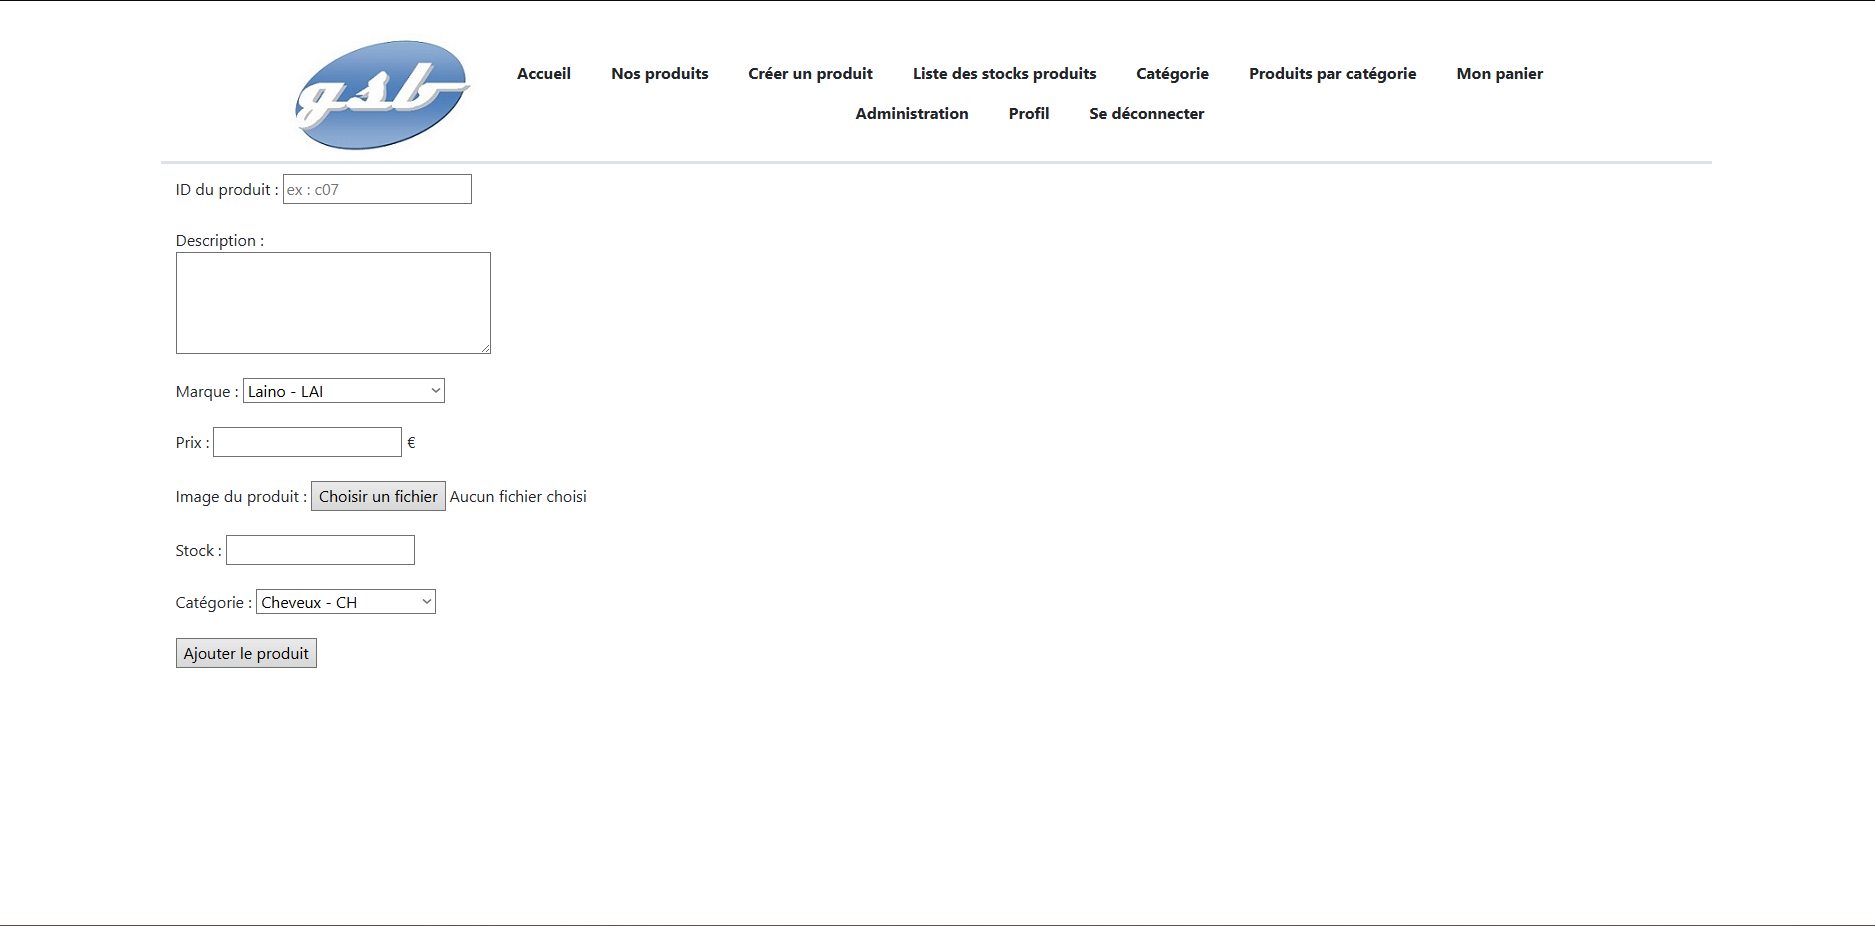 gsb
Accueil Nos produits Créer un produit Liste des stocks produits Catégorie Produits par catégorie Mon panier
Administration Profil Se déconnecter
ID du produit : ex : c07
Description :
Marque : Laino - LAI
Prix : €
Image du produit : Choisir un fichier Aucun fichier choisi
Stock :
Catégorie : Cheveux - CH
Ajouter le produit